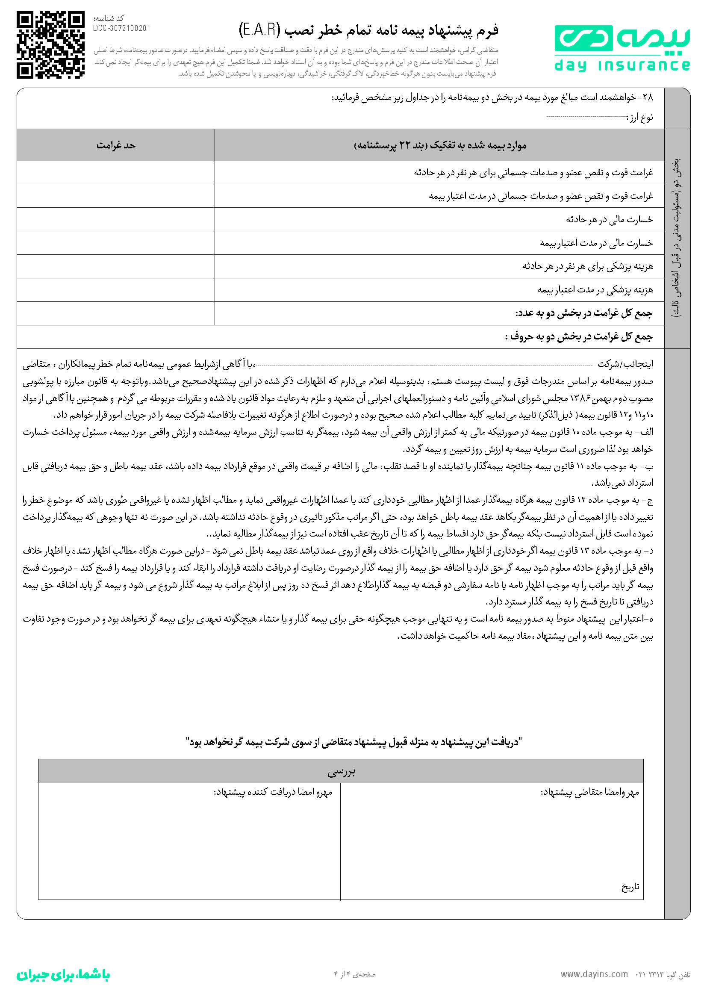 بیمه دی
day insurance
فرم پیشنهاد بیمه نامه تمام خطر نصب (E.A.R)
متقاضی گرامی، خواهشمند است به کلیه پرسش‌های مندرج در این فرم با دقت و صداقت پاسخ داده و سپس امضاء فرمایید. درصورت صدور بیمه‌نامه، شرط اصلی
اعتبار آن صحت اطلاعات مندرج در این فرم و پاسخ‌های شما بوده و به آن استناد خواهد شد. ضمنا تکمیل این فرم هیچ تعهدی را برای بیمه‌گر ایجاد نمی‌کند.
فرم پیشنهاد می‌بایست بدون هرگونه خط‌خوردگی، لاک‌گرفتگی، خراشیدگی، دوباره‌نویسی و یا محوشدن تکمیل شده باشد.
کد شناسه:
DCC-3072100201
۲۸-خواهشمند است مبالغ مورد بیمه در بخش دو بیمه‌نامه را در جداول زیر مشخص فرمائید:
نوع ارز :
بخش دو (مسئولیت مدنی در قبال اشخاص ثالث)
موارد بیمه شده به تفکیک (بند ۲۲ پرسشنامه)
حد غرامت
غرامت فوت و نقص عضو و صدمات جسمانی برای هر نفر در هر حادثه
غرامت فوت و نقص عضو و صدمات جسمانی در مدت اعتبار بیمه
خسارت مالی در هر حادثه
خسارت مالی در مدت اعتبار بیمه
هزینه پزشکی برای هر نفر در هر حادثه
هزینه پزشکی در مدت اعتبار بیمه
جمع کل غرامت در بخش دو به عدد:
جمع کل غرامت در بخش دو به حروف :
اینجانب/شرکت ،با آگاهی ازشرایط عمومی بیمه‌نامه تمام خطر پیمانکاران ، متقاضی
صدور بیمه‌نامه بر اساس مندرجات فوق و لیست پیوست هستم، بدینوسیله اعلام می‌دارم که اظهارات ذکر شده در این پیشنهادصحیح می‌باشد.وباتوجه به قانون مبارزه با پولشویی
مصوب دوم بهمن۱۳۸۶ مجلس شورای اسلامی وآئین نامه و دستورالعملهای اجرایی آن متعهد و ملزم به رعایت مواد قانون یاد شده و مقررات مربوطه می گردم و همچنین با آگاهی از مواد
۱۰و۱۱ و۱۲ قانون بیمه( ذیل‌الذکر) تایید می‌نمایم کلیه مطالب اعلام شده صحیح بوده و درصورت اطلاع از هرگونه تغییرات بلافاصله شرکت بیمه را در جریان امور قرار خواهم داد.
الف- به موجب ماده ۱۰ قانون بیمه در صورتیکه مالی به کمتر از ارزش واقعی آن بیمه شود، بیمه‌گر به تناسب ارزش سرمایه بیمه‌شده و ارزش واقعی مورد بیمه، مسئول پرداخت خسارت
خواهد بود لذا ضروری است سرمایه بیمه به ارزش روز تعیین و بیمه گردد.
ب- به موجب ماده ۱۱ قانون بیمه چنانچه بیمه‌گذار یا نماینده او با قصد تقلب، مالی را اضافه بر قیمت واقعی در موقع قرارداد بیمه داده باشد، عقد بیمه باطل و حق بیمه دریافتی قابل
استرداد نمی‌باشد.
ج- به موجب ماده ۱۲ قانون بیمه هرگاه بیمه‌گذار عمدا از اظهار مطالبی خودداری کند یا عمدا اظهارات غیرواقعی نماید و مطالب اظهار نشده یا غیرواقعی طوری باشد که موضوع خطر را
تغییر داده یا از اهمیت آن در نظر بیمه‌گر بکاهد عقد بیمه باطل خواهد بود، حتی اگر مراتب مذکور تاثیری در وقوع حادثه نداشته باشد. در این صورت نه تنها وجوهی که بیمه‌گذار پرداخت
نموده است قابل استرداد نیست بلکه بیمه‌گر حق دارد اقساط بیمه را که تا آن تاریخ عقب افتاده است نیز از بیمه‌گذار مطالبه نماید..
د- به موجب ماده ۱۳ قانون بیمه اگر خودداری از اظهار مطالبی یا اظهارات خلاف واقع از روی عمد نباشد عقد بیمه باطل نمی شود - دراین صورت هرگاه مطالب اظهار نشده یا اظهار خلاف
واقع قبل از وقوع حادثه معلوم شود بیمه گر حق دارد یا اضافه حق بیمه را از بیمه گذار درصورت رضایت او دریافت داشته قرارداد را ابقاء کند و یا قرارداد بیمه را فسخ کند - درصورت فسخ
بیمه گر باید مراتب را به موجب اظهار نامه یا نامه سفارشی دو قبضه به بیمه گذاراطلاع دهد اثر فسخ ده روز پس از ابلاغ مراتب به بیمه گذار شروع می شود و بیمه گر باید اضافه حق بیمه
دریافتی تا تاریخ فسخ را به بیمه گذار مسترد دارد.
ه-اعتبار این پیشنهاد منوط به صدور بیمه نامه است و به تنهایی موجب هیچگونه حقی برای بیمه گذار و یا منشاء هیچگونه تعهدی برای بیمه گر نخواهد بود و در صورت وجود تفاوت
بین متن بیمه نامه و این پیشنهاد ،مفاد بیمه نامه حاکمیت خواهد داشت.
"دریافت این پیشنهاد به منزله قبول پیشنهاد متقاضی از سوی شرکت بیمه گر نخواهد بود"
بررسی
مهر وامضا متقاضی پیشنهاد:
مهرو امضا دریافت کننده پیشنهاد:
تاریخ
تلفن گویا ۲۳۱۳ ۰۲۱ www.dayins.com
صفحه‌ی ۴ از ۴
با شما، برای جبران